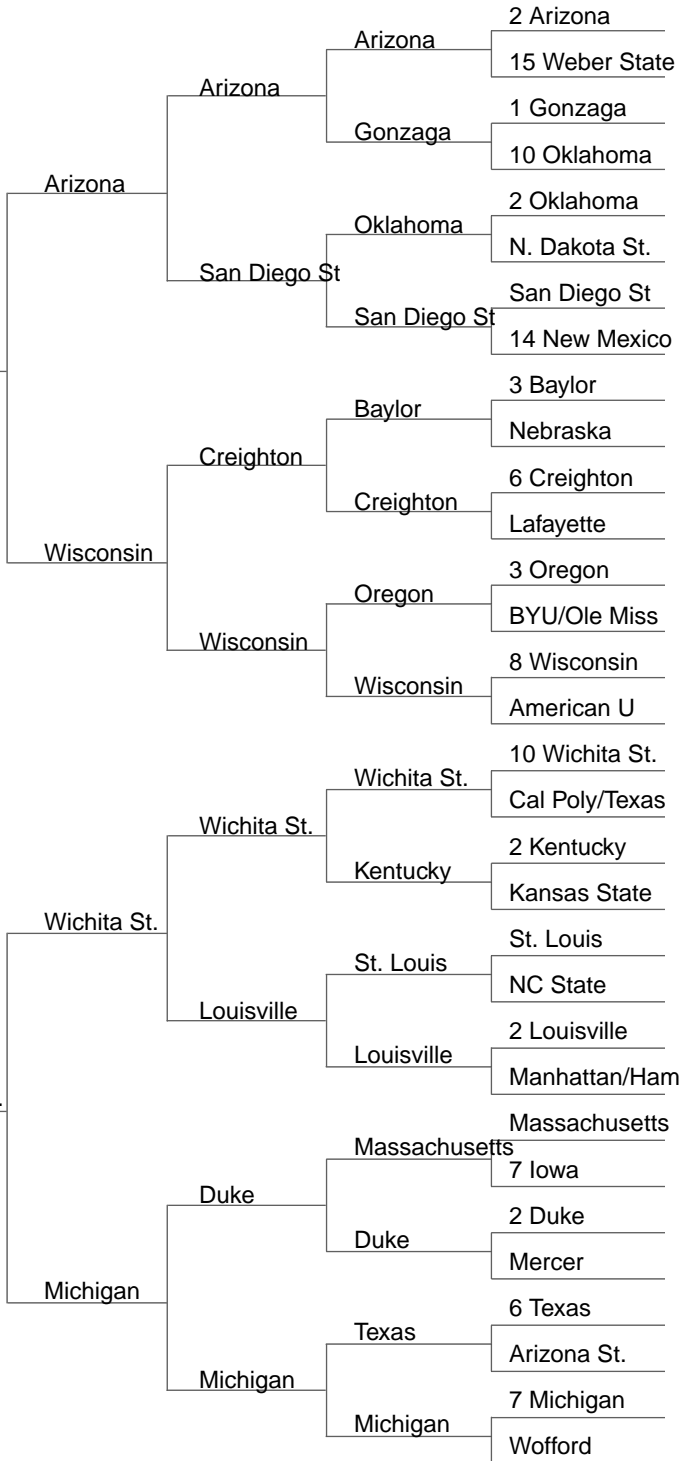 2 Arizona
Arizona
15 Weber State
Arizona
1 Gonzaga
Gonzaga
10 Oklahoma
Arizona
2 Oklahoma
Oklahoma
N. Dakota St.
San Diego St
San Diego St
San Diego St
14 New Mexico
3 Baylor
Baylor
Nebraska
Creighton
6 Creighton
Creighton
Lafayette
Wisconsin
3 Oregon
Oregon
BYU/Ole Miss
Wisconsin
8 Wisconsin
Wisconsin
American U
10 Wichita St.
Wichita St.
Cal Poly/Texas
Wichita St.
2 Kentucky
Kentucky
Kansas State
Wichita St.
St. Louis
St. Louis
NC State
Louisville
2 Louisville
Louisville
Manhattan/Ham
Massachusetts
Massachusetts
7 Iowa
Duke
2 Duke
Duke
Mercer
Michigan
6 Texas
Texas
Arizona St.
Michigan
7 Michigan
Michigan
Wofford